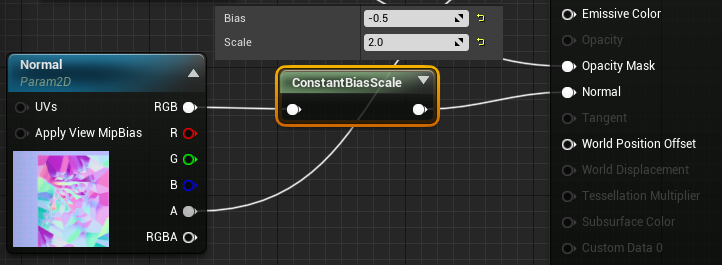 Bias
-0.5
Scale
2.0
Normal
Param2D
UVs
RGB
Apply View MipBias
R
G
B
A
RGBA
ConstantBiasScale
Emissive Color
Opacity
Opacity Mask
Normal
Tangent
World Position Offset
World Displacement
Tessellation Multiplier
Subsurface Color
Custom Data 0